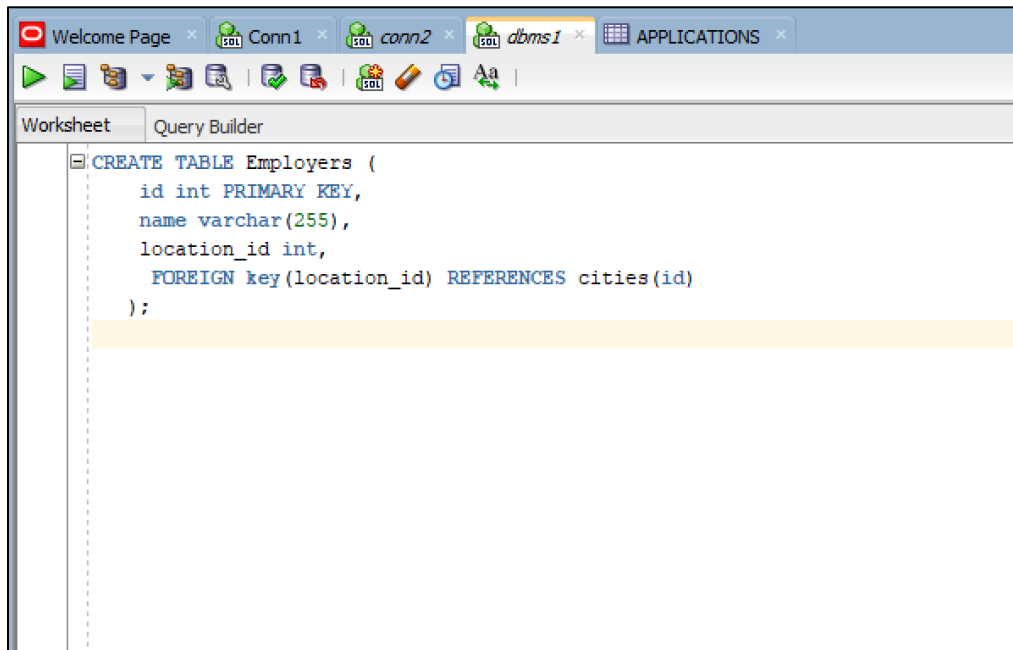 Welcome Page Conn1 conn2 dbms1 APPLICATIONS
Worksheet Query Builder
CREATE TABLE Employers (
id int PRIMARY KEY,
name varchar(255),
location_id int,
FOREIGN key(location_id) REFERENCES cities(id)
);